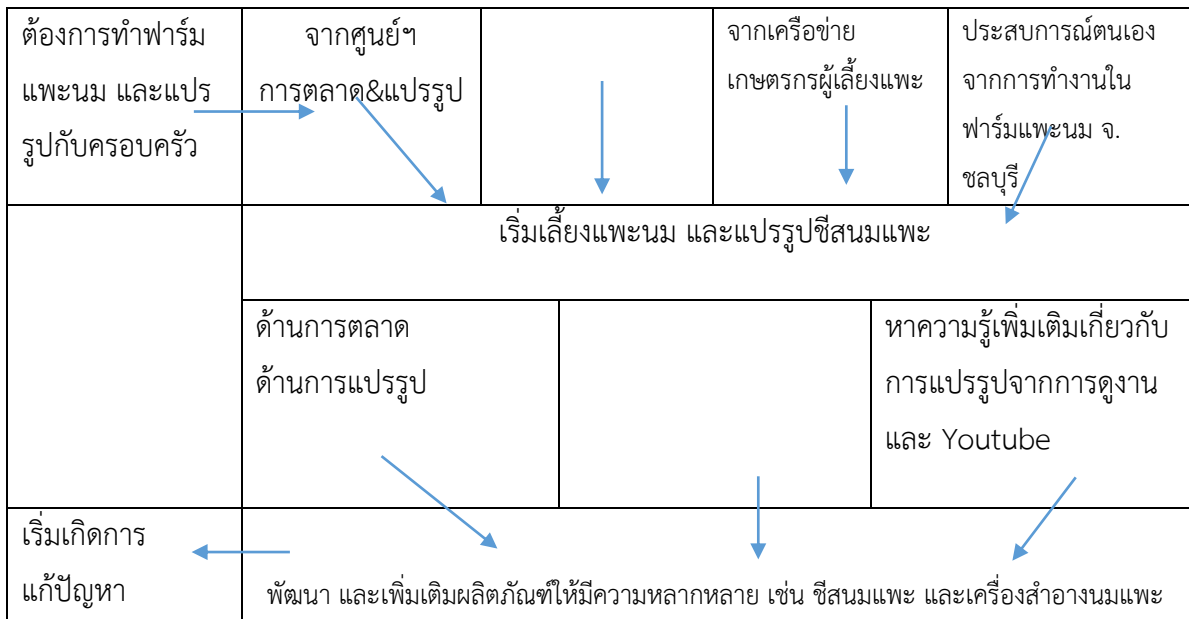 ต้องการทำฟาร์ม
แพะนม และแปร
รูปกับครอบครัว
จากศูนย์ฯ
การตลาด&แปรรูป
จากเครือข่าย
เกษตรกรผู้เลี้ยงแพะ
ประสบการณ์ตนเอง
จากการทำงานใน
ฟาร์มแพะนม จ.
ชลบุรี
เริ่มเลี้ยงแพะนม และแปรรูปชีสนมแพะ
ด้านการตลาด
ด้านการแปรรูป
หาความรู้เพิ่มเติมเกี่ยวกับ
การแปรรูปจากการดูงาน
และ Youtube
เริ่มเกิดการ
แก้ปัญหา
พัฒนา และเพิ่มเติมผลิตภัณฑ์ให้มีความหลากหลาย เช่น ชีสนมแพะ และเครื่องสำอางนมแพะ